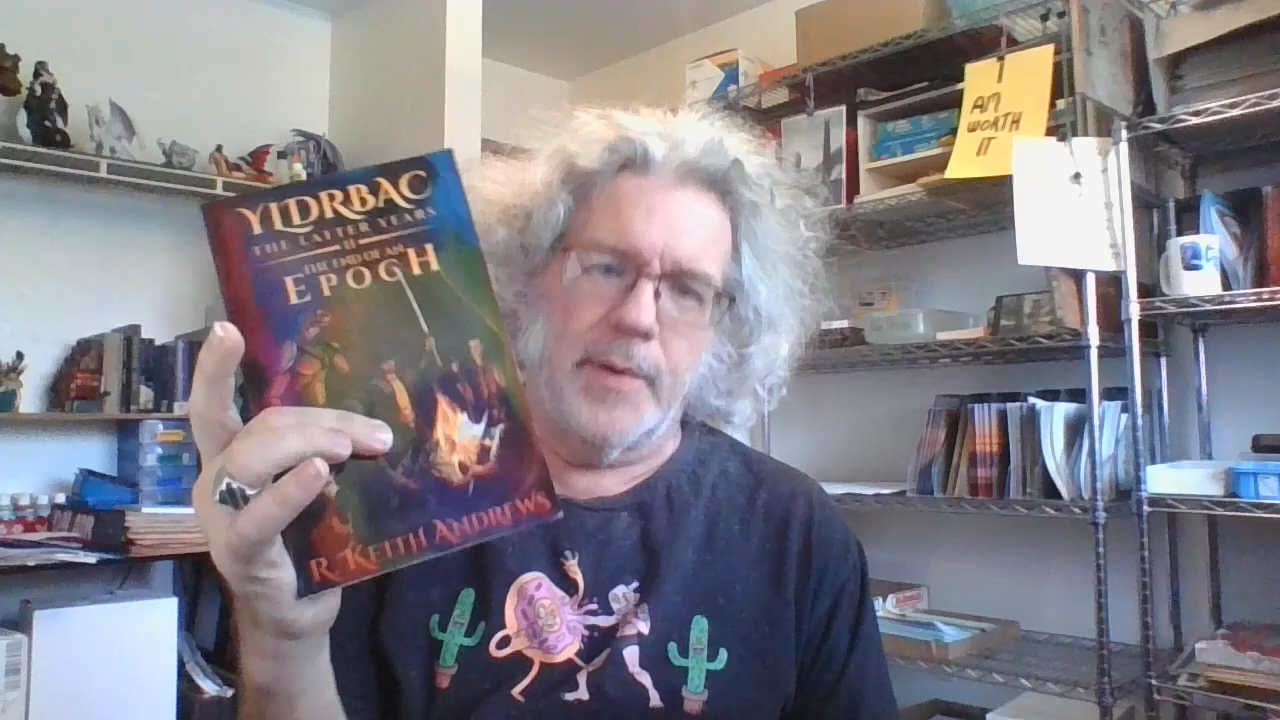 YLDRBAC
THE LATTER YEARS
II
THE END OF AN
EPOCH
R. KEITH ANDREWS
I
AM
WORTH
IT